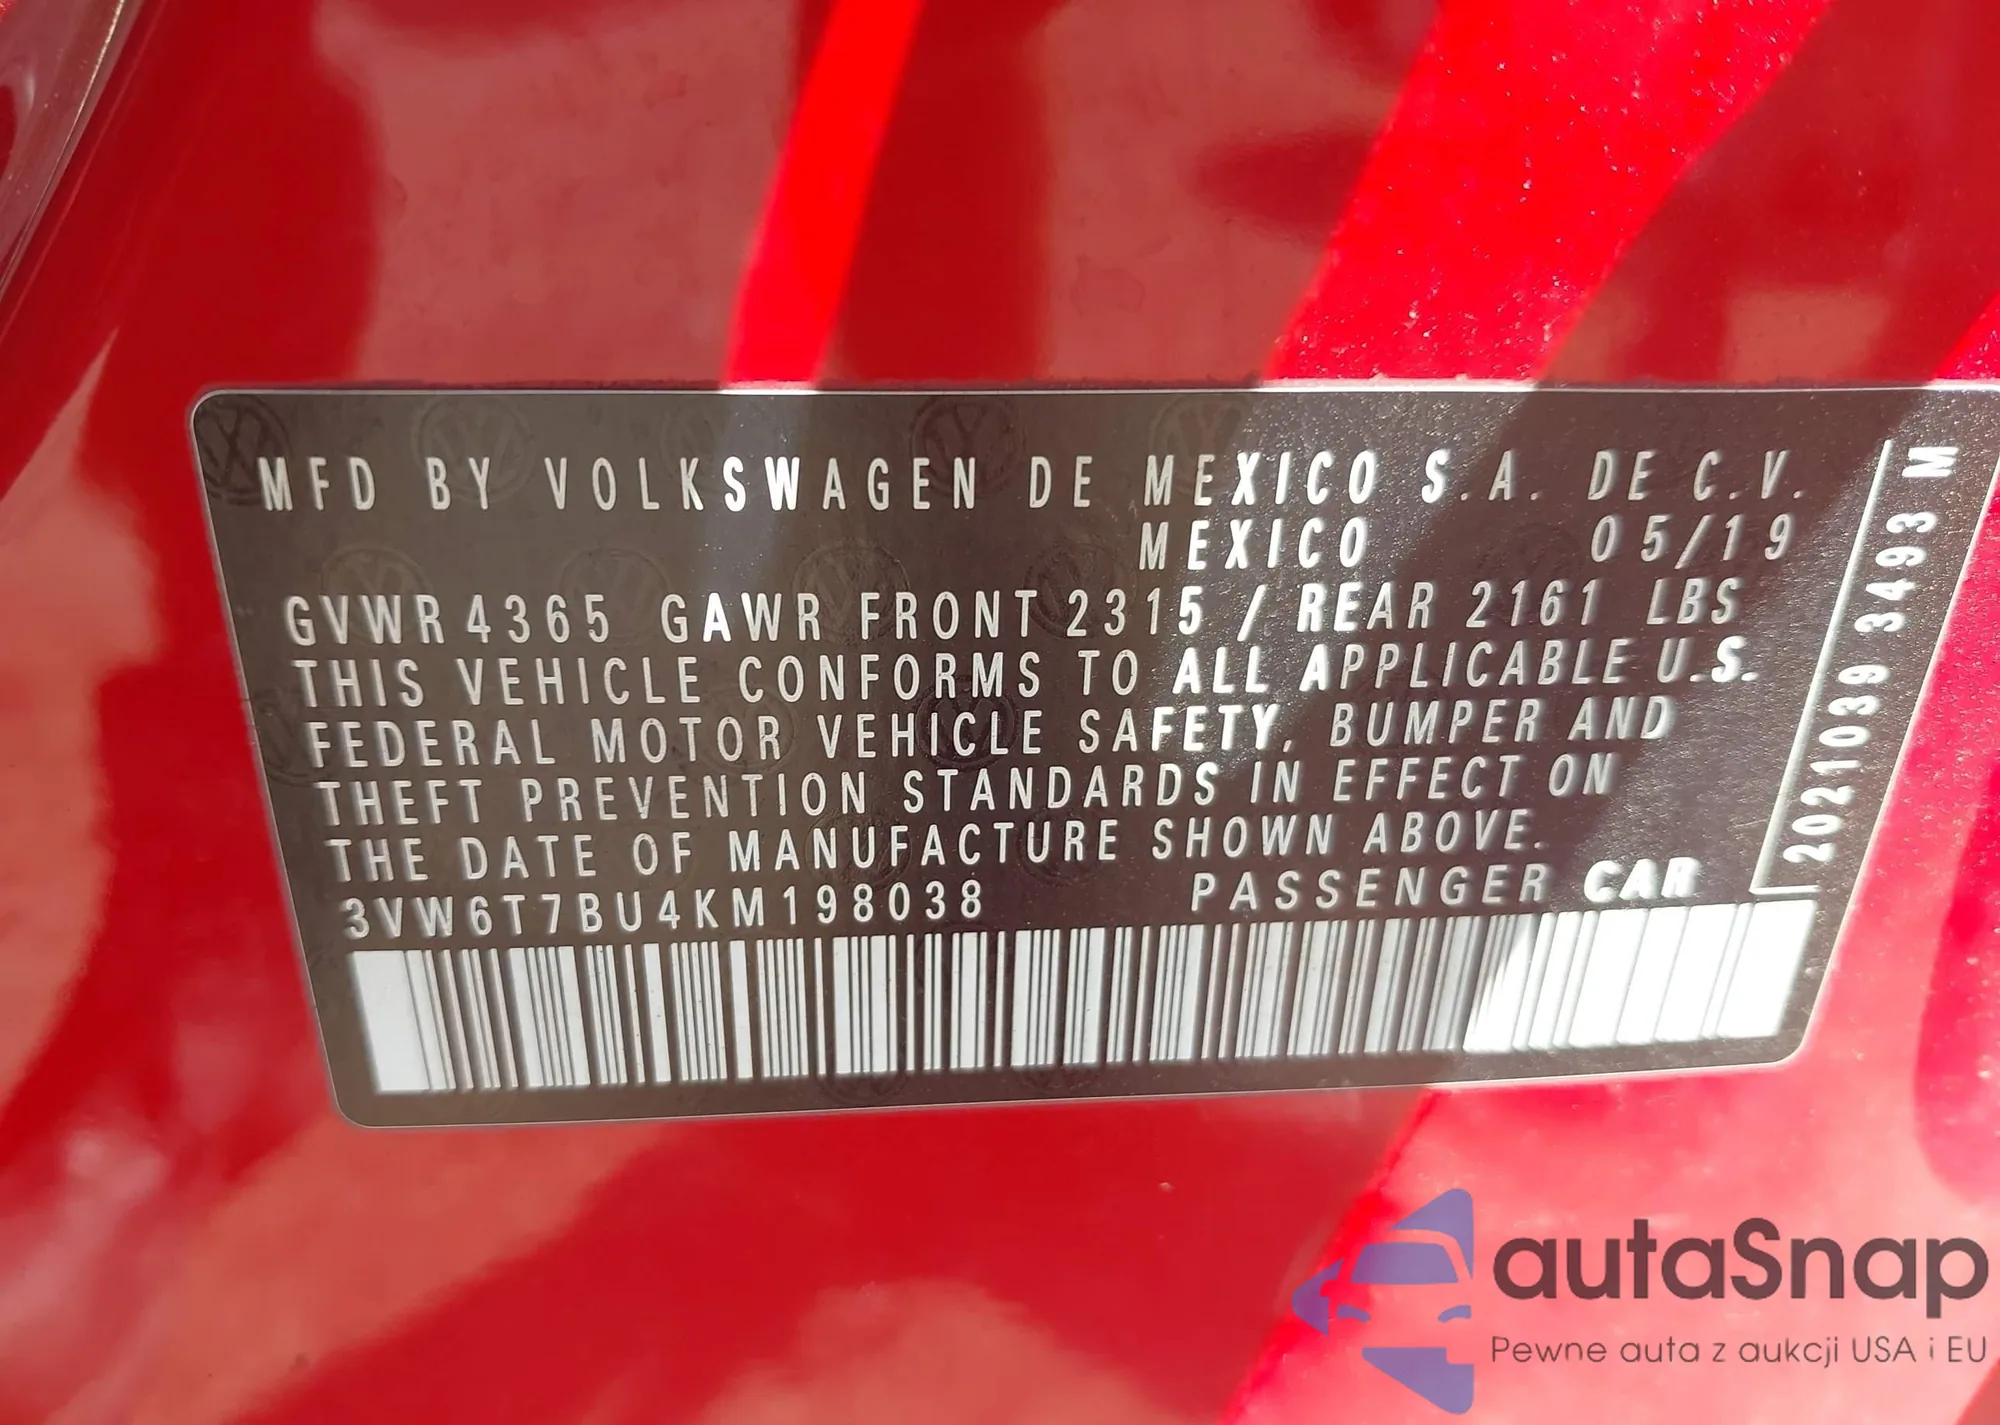 MFD BY VOLKSWAGEN DE MEXICO S.A. DE C.V.
MEXICO 05/19
GVWR 4365 GAWR FRONT 2315 / REAR 2161 LBS
THIS VEHICLE CONFORMS TO ALL APPLICABLE U.S.
FEDERAL MOTOR VEHICLE SAFETY, BUMPER AND
THEFT PREVENTION STANDARDS IN EFFECT ON
THE DATE OF MANUFACTURE SHOWN ABOVE.
3VW6T7BU4KM198038 PASSENGER CAR
2021039 3493 M
autaSnap
Pewne auta z aukcji USA i EU